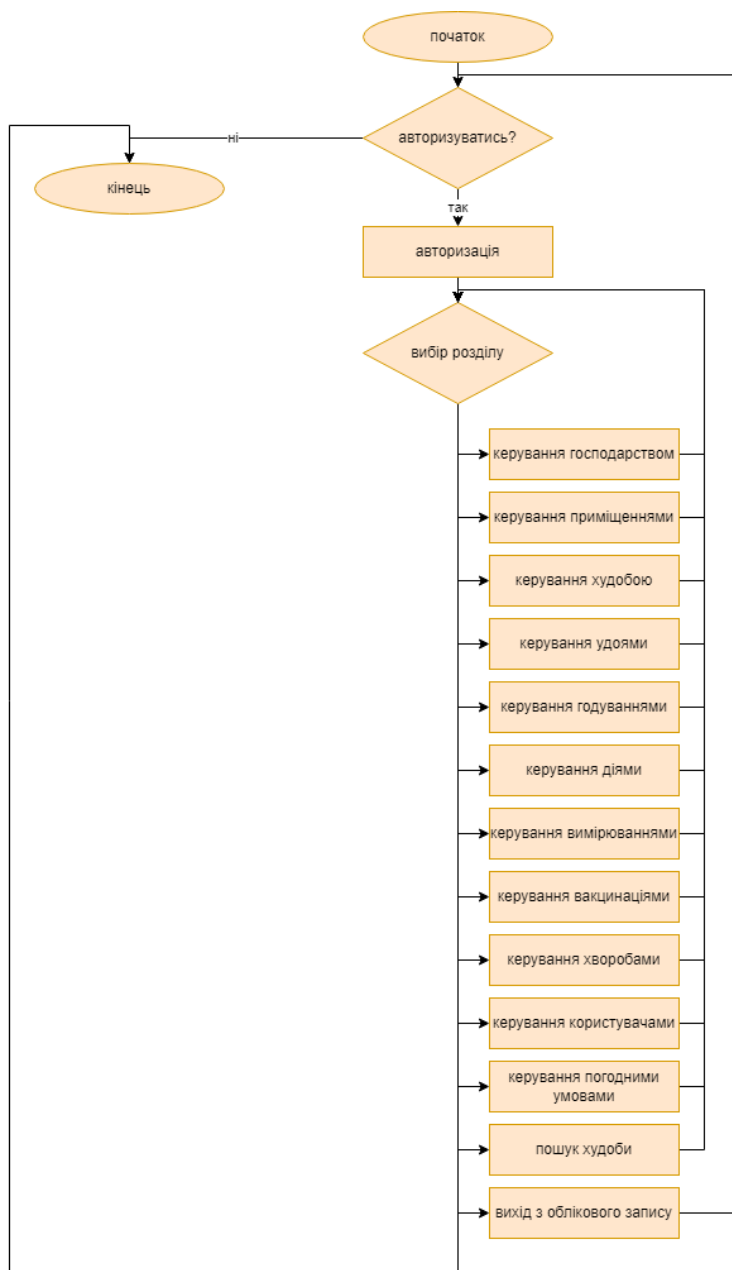 початок
авторизуватись?
ні
кінець
так
авторизація
вибір розділу
керування господарством
керування приміщеннями
керування худобою
керування удоями
керування годуваннями
керування діями
керування вимірюваннями
керування вакцинаціями
керування хворобами
керування користувачами
керування погодними
умовами
пошук худоби
вихід з облікового запису